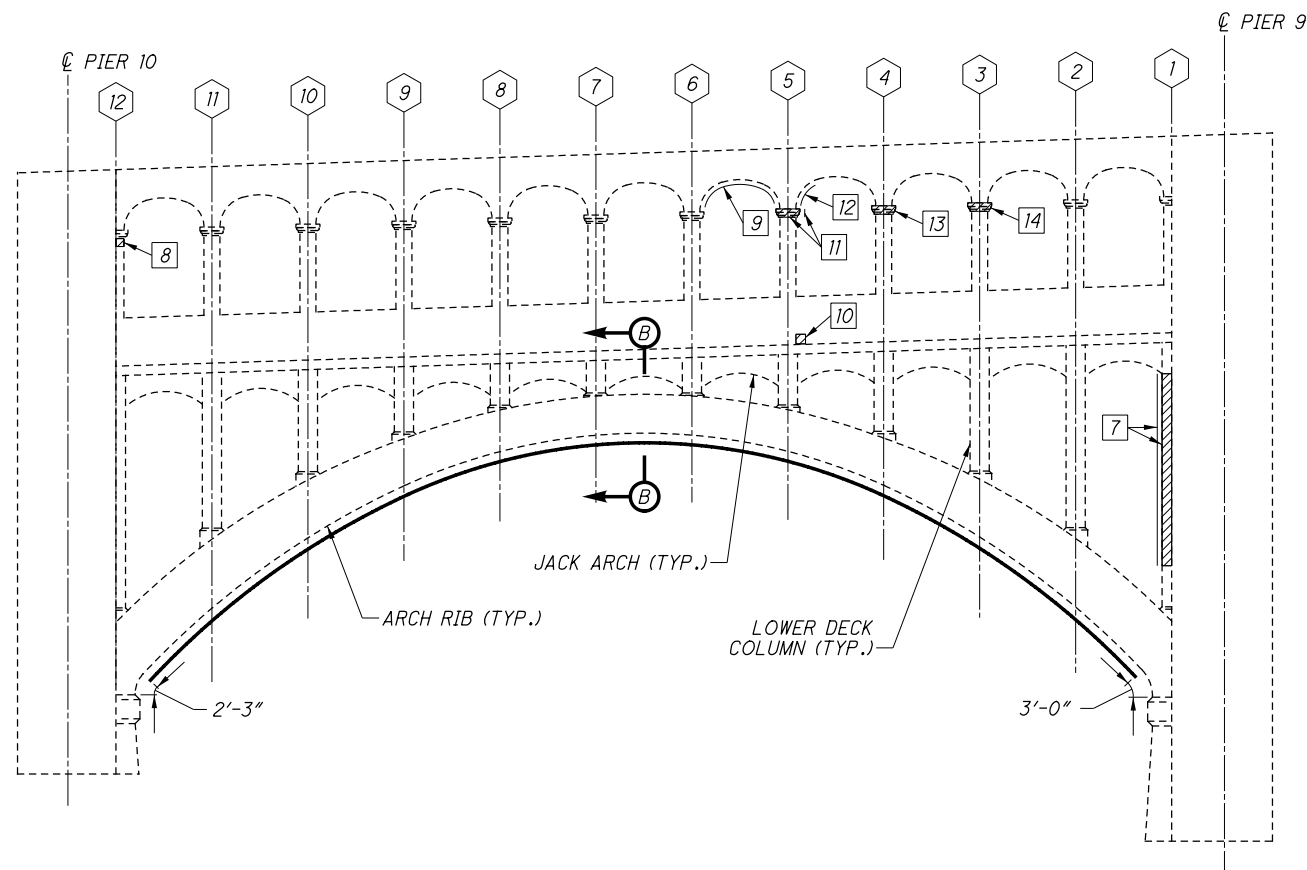 ℄ PIER 9
℄ PIER 10
12
11
10
9
8
7
6
5
4
3
2
1
9
12
11
13
14
8
10
B
7
B
JACK ARCH (TYP.)
ARCH RIB (TYP.)
LOWER DECK
COLUMN (TYP.)
2'-3"
3'-0"